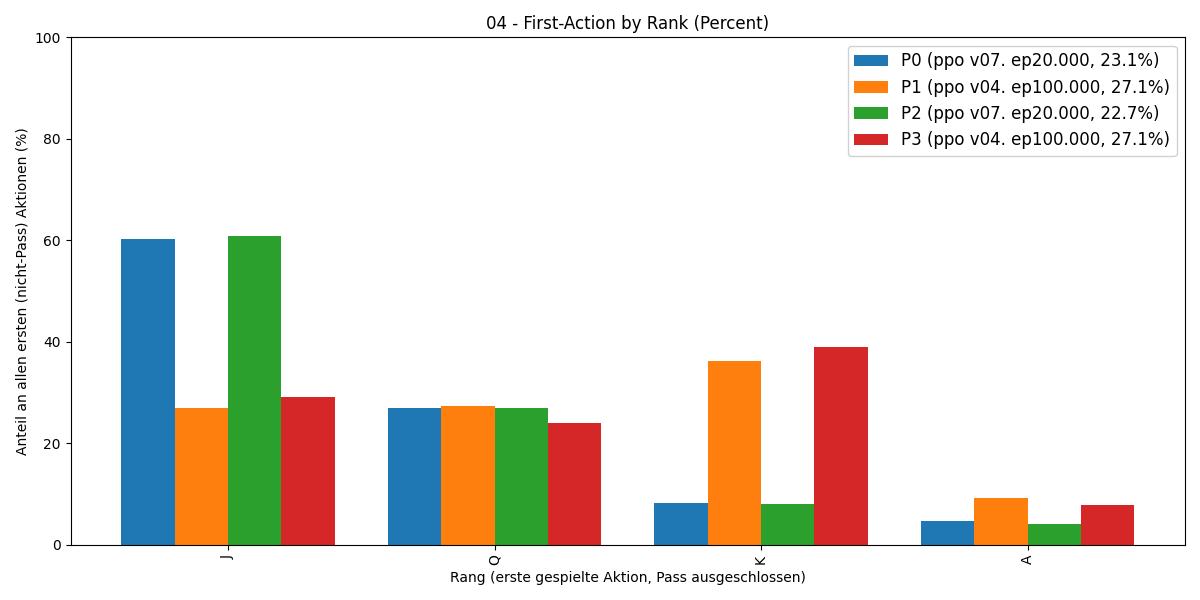 04 - First-Action by Rank (Percent)
Anteil an allen ersten (nicht-Pass) Aktionen (%)
100
80
60
40
20
0
P0 (ppo v07. ep20.000, 23.1%)
P1 (ppo v04. ep100.000, 27.1%)
P2 (ppo v07. ep20.000, 22.7%)
P3 (ppo v04. ep100.000, 27.1%)
J
Q
K
A
Rang (erste gespielte Aktion, Pass ausgeschlossen)